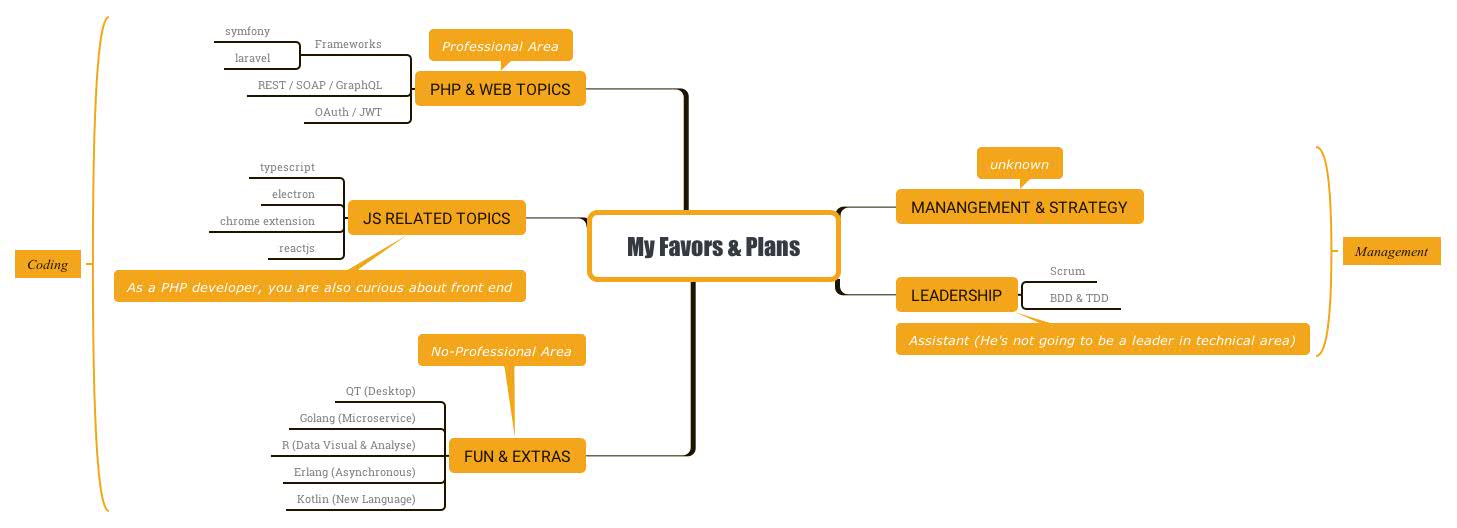 symfony
laravel
Frameworks
REST / SOAP / GraphQL
OAuth / JWT
Professional Area
PHP & WEB TOPICS
typescript
electron
chrome extension
reactjs
JS RELATED TOPICS
As a PHP developer, you are also curious about front end
Coding
No-Professional Area
QT (Desktop)
Golang (Microservice)
R (Data Visual & Analyse)
Erlang (Asynchronous)
Kotlin (New Language)
FUN & EXTRAS
My Favors & Plans
unknown
MANANGEMENT & STRATEGY
LEADERSHIP
Scrum
BDD & TDD
Assistant (He's not going to be a leader in technical area)
Management